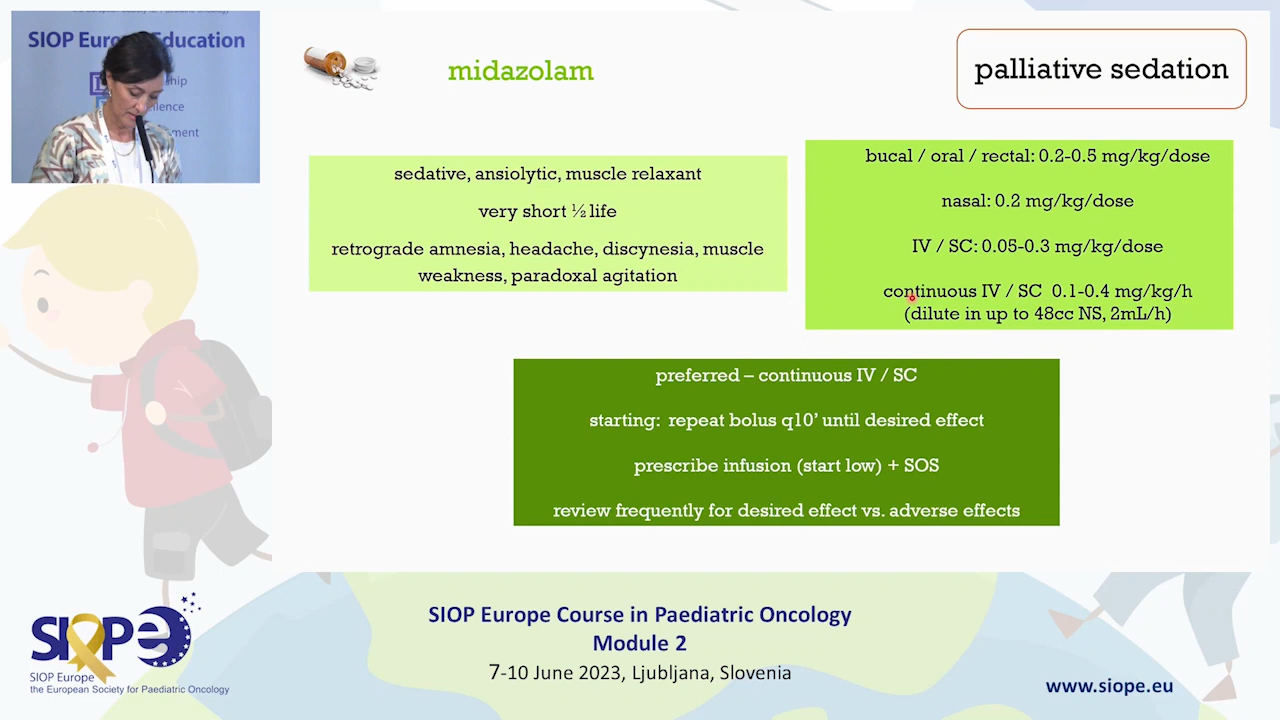 SIOP Europe Education
midazolam
palliative sedation
sedative, ansiolytic, muscle relaxant
very short ½ life
retrograde amnesia, headache, discynesia, muscle
weakness, paradoxal agitation
bucal / oral / rectal: 0.2-0.5 mg/kg/dose
nasal: 0.2 mg/kg/dose
IV / SC: 0.05-0.3 mg/kg/dose
continuous IV / SC 0.1-0.4 mg/kg/h
(dilute in up to 48cc NS, 2mL/h)
preferred – continuous IV / SC
starting: repeat bolus q10’ until desired effect
prescribe infusion (start low) + SOS
review frequently for desired effect vs. adverse effects
SIOPe
SIOP Europe
the European Society for Paediatric Oncology
SIOP Europe Course in Paediatric Oncology
Module 2
7-10 June 2023, Ljubljana, Slovenia
www.siope.eu